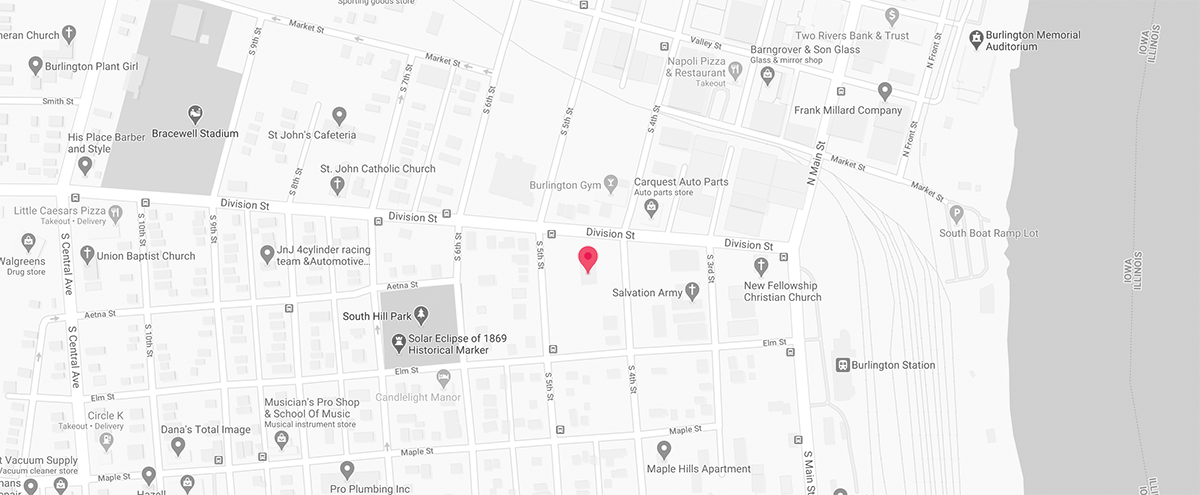 Sporting goods store
Market St
S 9th St
Two Rivers Bank & Trust
Burlington Memorial
Auditorium
IOWA
ILLINOIS
Church
Valley St
Barngrover & Son Glass
Glass & mirror shop
N Front St
Burlington Plant Girl
Market St
S 7th St
Napoli Pizza
& Restaurant
Takeout
S 6th St
Smith St
Frank Millard Company
S 5th St
S 4th St
Bracewell Stadium
St John's Cafeteria
His Place Barber
and Style
N Front St
N Main St
Market St
St. John Catholic Church
S 8th St
Burlington Gym
Carquest Auto Parts
Auto parts store
Market St
Division St
Little Caesars Pizza
Takeout • Delivery
S 10th St
Division St
Division St
Division St
South Boat Ramp Lot
S Central Ave
Walgreens
Drug store
Union Baptist Church
JnJ 4cylinder racing
team &Automotive...
S 6th St
S 5th St
S 3rd St
IOWA
ILLINOIS
Aetna St
Salvation Army
New Fellowship
Christian Church
Aetna St
South Hill Park
S 10th St
S Central Ave
Solar Eclipse of 1869
Historical Marker
Elm St
Elm St
Burlington Station
S 5th St
S 4th St
Elm St
Candlelight Manor
Circle K
Takeout • Delivery
Musician's Pro Shop
& School Of Music
Musical instrument store
Dana's Total Image
Maple St
Maple St
Vacuum Supply
Vacuum cleaner store
Maple St
Maple Hills Apartment
S Main St
Pro Plumbing Inc
Hazell
ILLINOIS